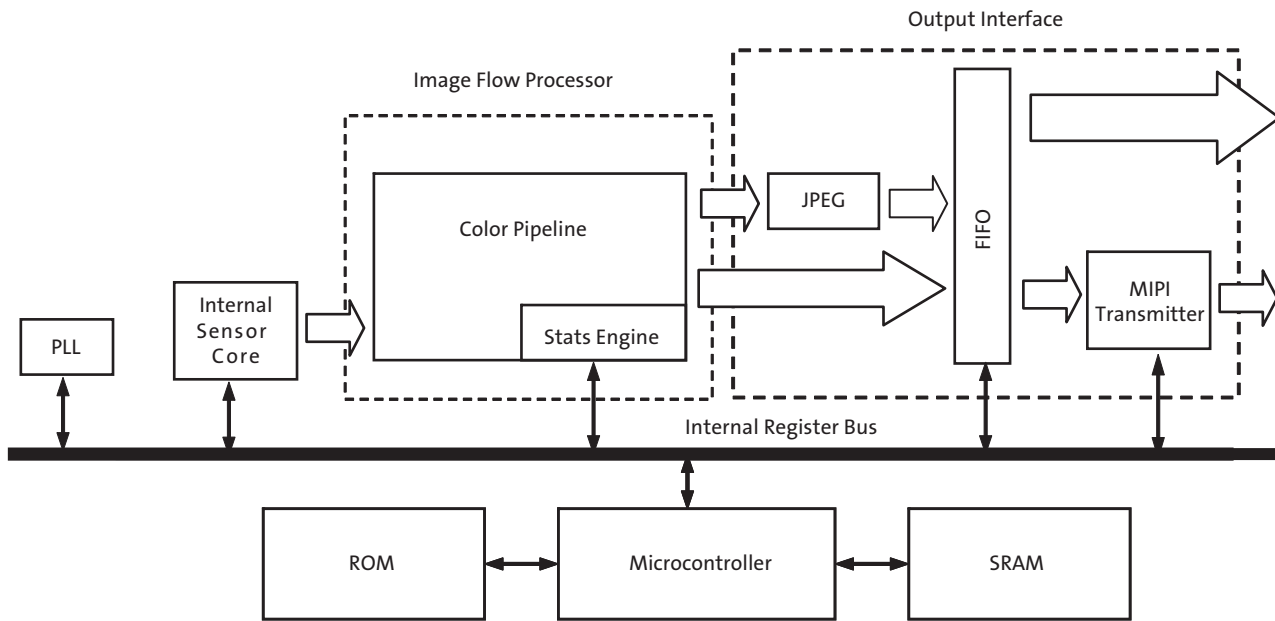 Output Interface
Image Flow Processor
JPEG
Color Pipeline
FIFO
Internal
Sensor
Core
MIPI
Transmitter
PLL
Stats Engine
Internal Register Bus
ROM
Microcontroller
SRAM